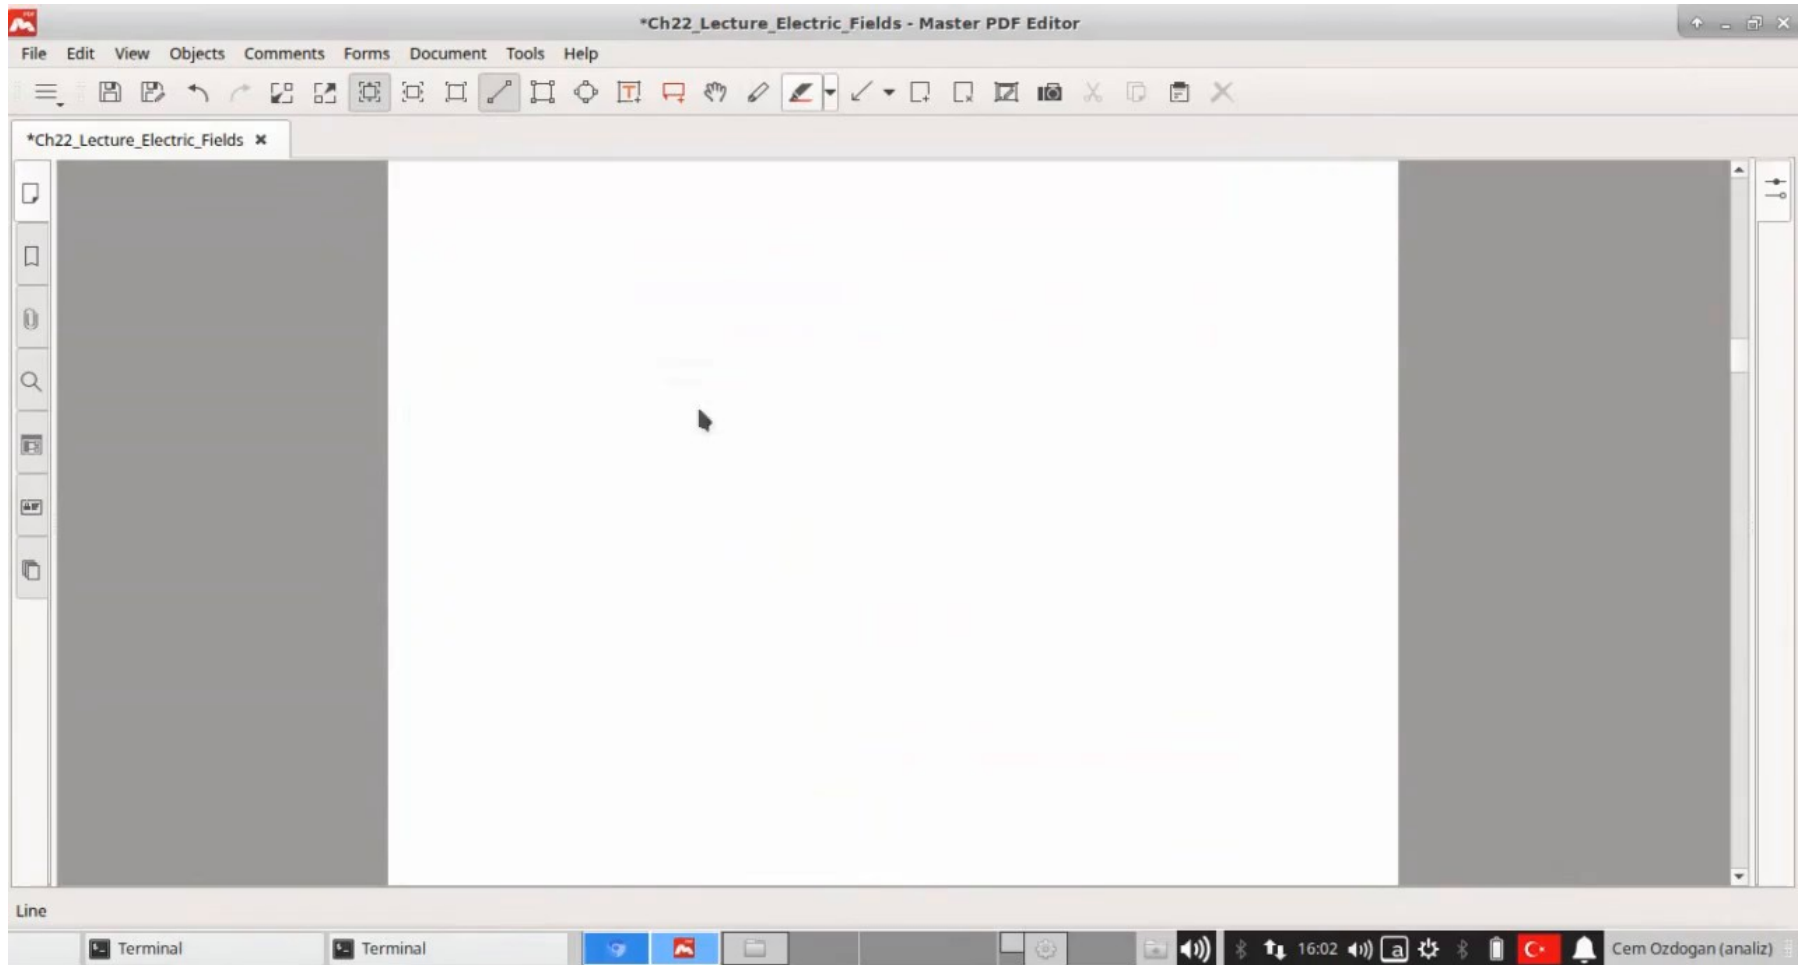 *Ch22_Lecture_Electric_Fields - Master PDF Editor
File Edit View Objects Comments Forms Document Tools Help
*Ch22_Lecture_Electric_Fields
Line
Terminal Terminal 16:02 a Cem Ozdogan (analiz)